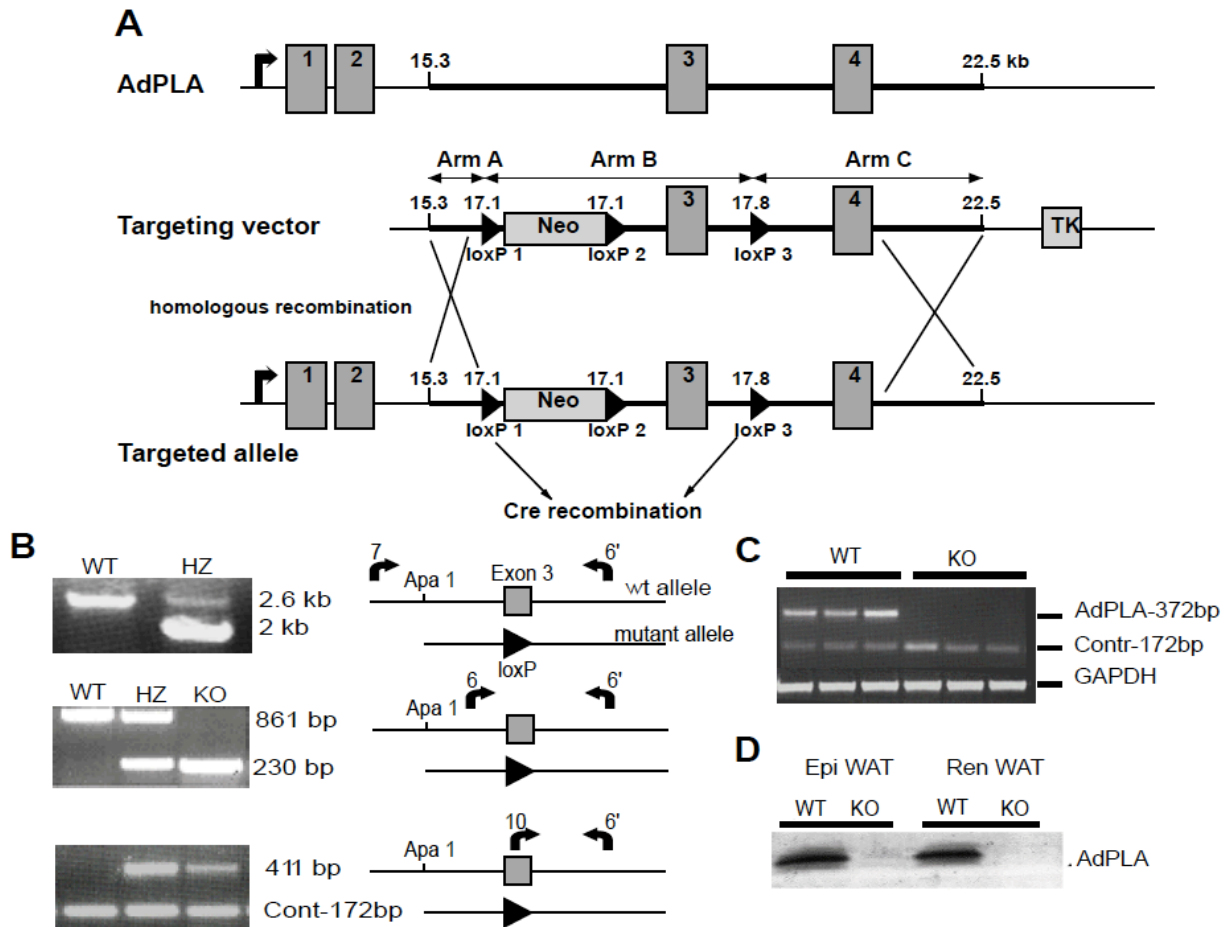 A
AdPLA
1 2 15.3 3 4 22.5 kb
Arm A Arm B Arm C
Targeting vector
15.3 17.1 Neo 17.1 3 17.8 4 22.5 TK
loxP 1 loxP 2 loxP 3
homologous recombination
1 2 15.3 17.1 Neo 17.1 3 17.8 4 22.5
loxP 1 loxP 2 loxP 3
Targeted allele
Cre recombination
B
WT HZ
2.6 kb
2 kb
7 6'
Apa 1 Exon 3 wt allele
mutant allele
loxP
WT HZ KO
861 bp
230 bp
6 6'
Apa 1
411 bp
Cont-172bp
10 6'
Apa 1
C
WT KO
AdPLA-372bp
Contr-172bp
GAPDH
D
Epi WAT Ren WAT
WT KO WT KO
. AdPLA